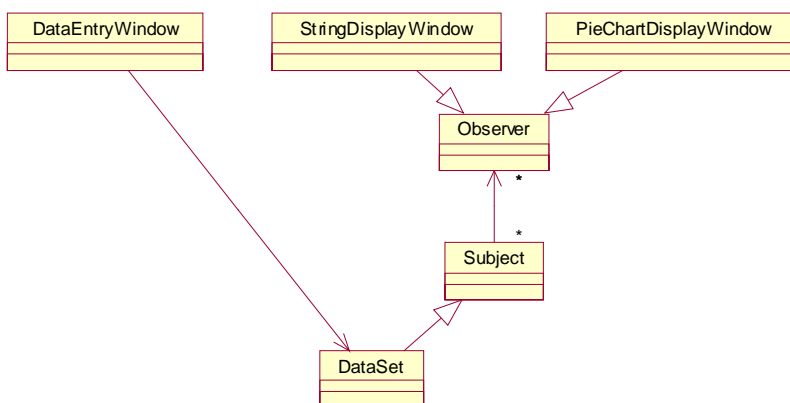 DataEntryWindow
StringDisplayWindow
PieChartDisplayWindow
Observer
*
*
Subject
DataSet